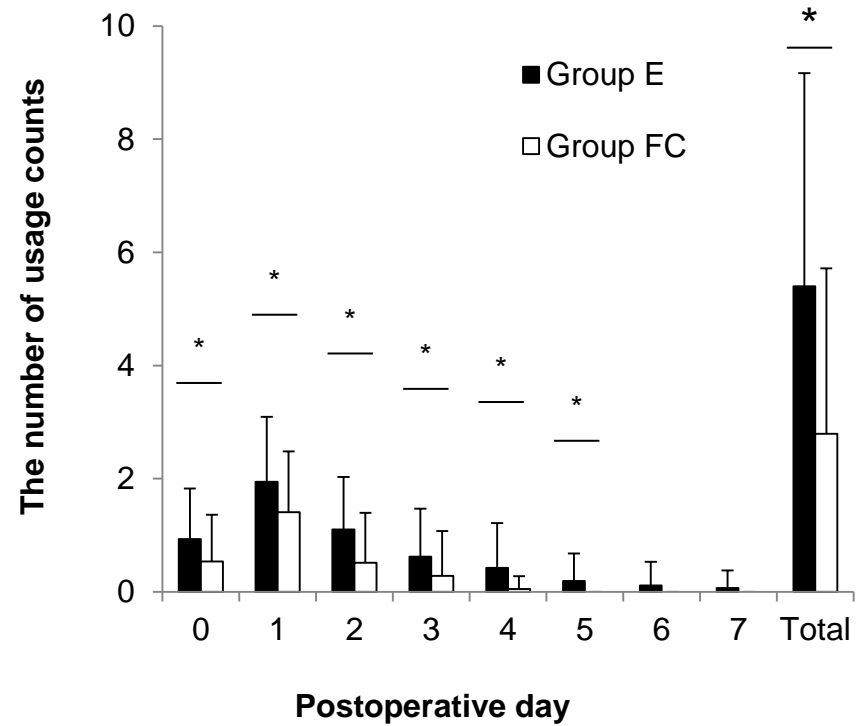 *
10
Group E
8
Group FC
6
*
*
*
*
*
*
4
2
0
0 1 2 3 4 5 6 7 Total
The number of usage counts
Postoperative day